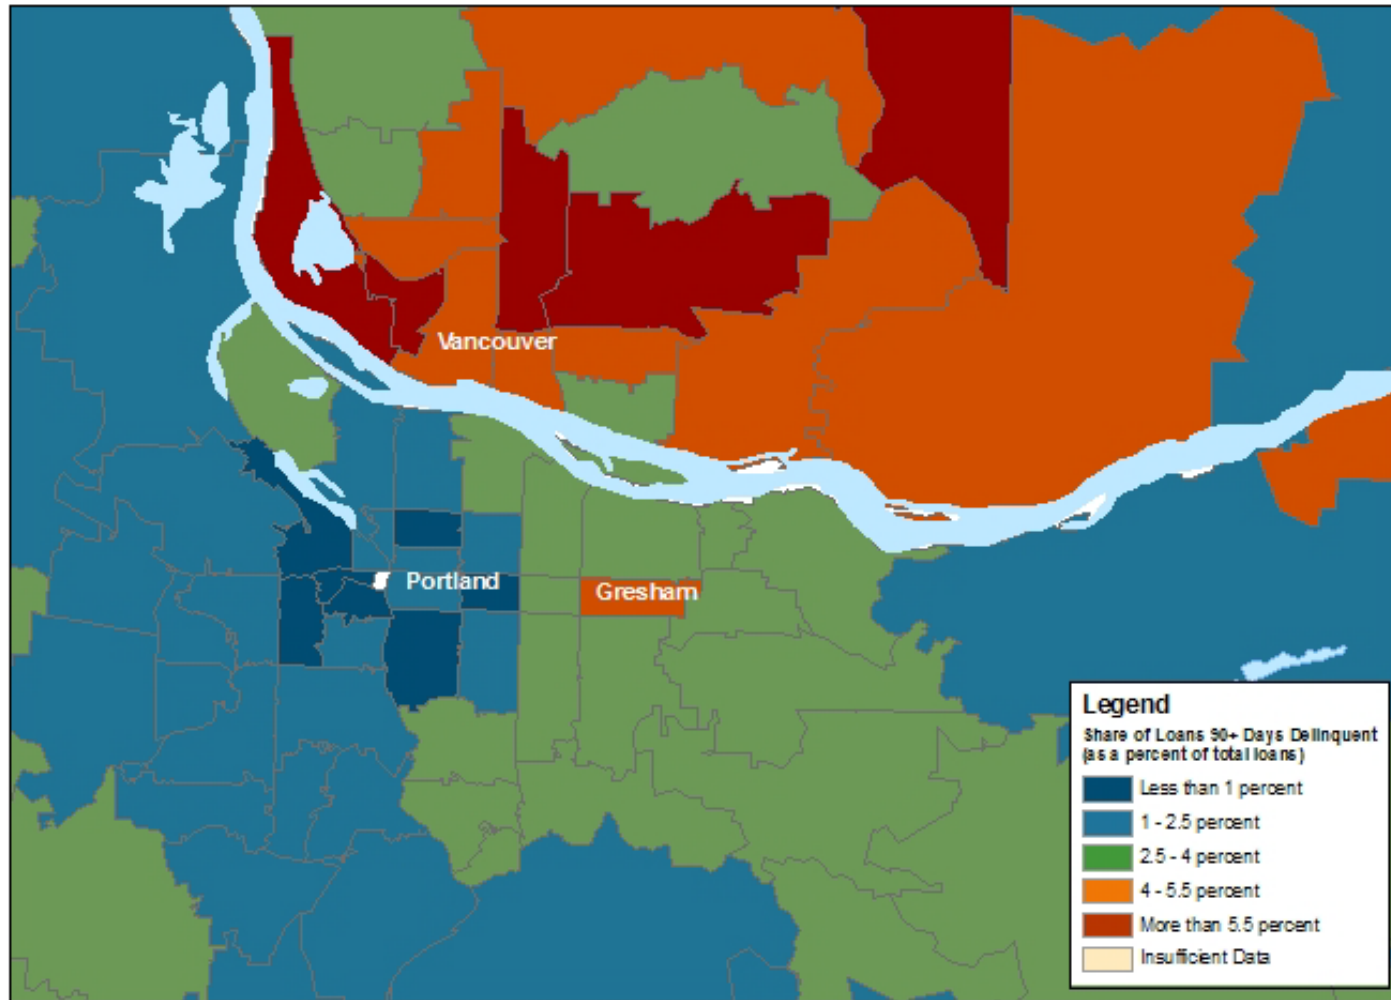 Vancouver
Portland
Gresham
Legend
Share of Loans 90+ Days Delinquent
(as a percent of total loans)
Less than 1 percent
1 - 2.5 percent
2.5 - 4 percent
4 - 5.5 percent
More than 5.5 percent
Insufficient Data